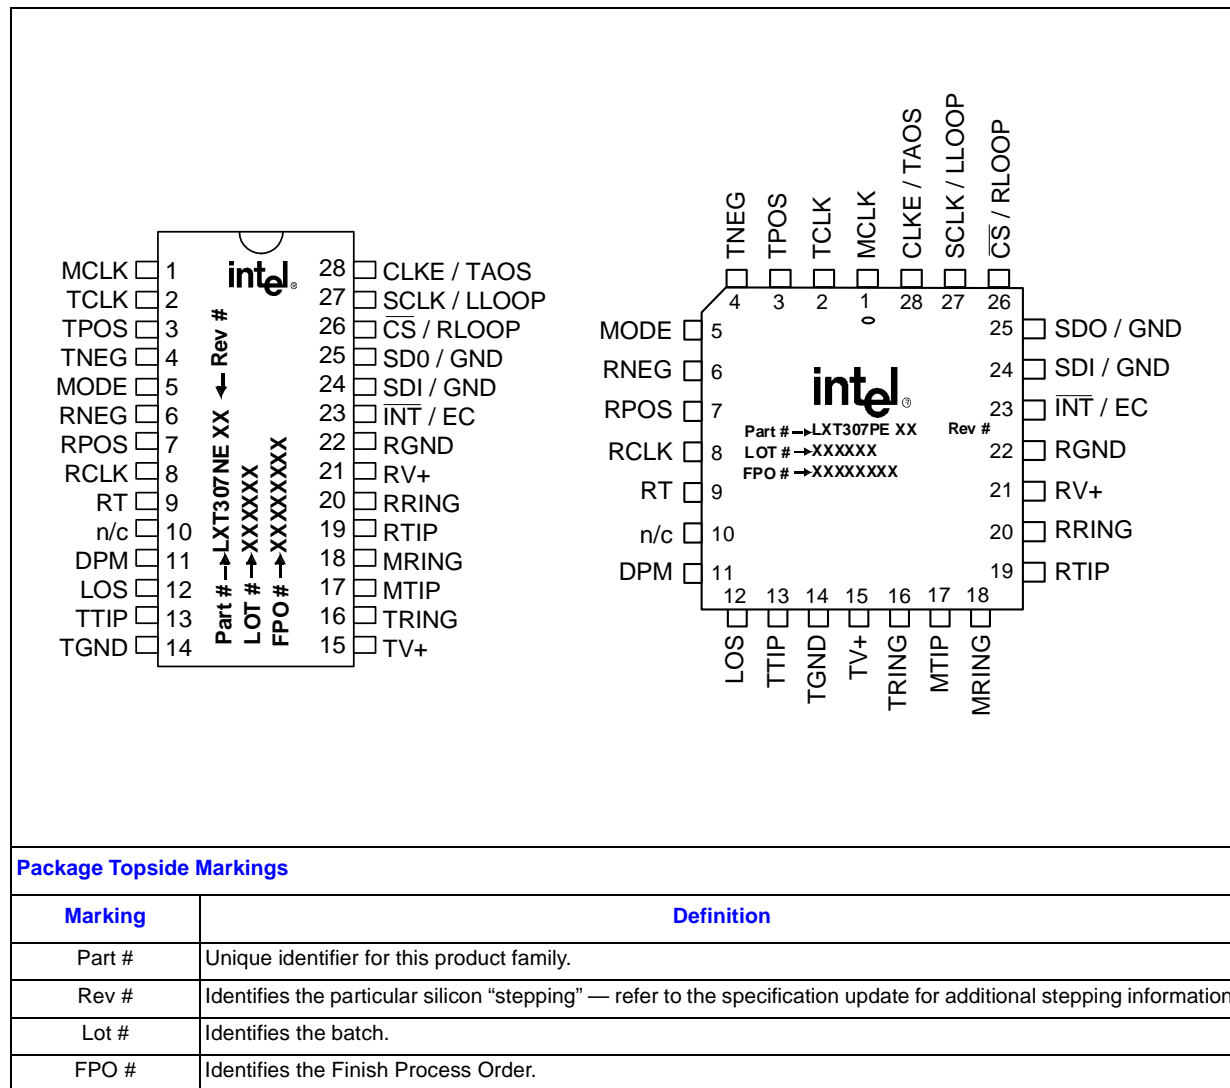 MCLK 1
TCLK 2
TPOS 3
TNEG 4
MODE 5
RNEG 6
RPOS 7
RCLK 8
RT 9
n/c 10
DPM 11
LOS 12
TTIP 13
TGND 14
intel®
Rev #
Part # LXT307NE XX
LOT # XXXXXX
FPO # XXXXXXXX
28 CLKE / TAOS
27 SCLK / LLOOP
26 CS / RLOOP
25 SD0 / GND
24 SDI / GND
23 INT / EC
22 RGND
21 RV+
20 RRING
19 RTIP
18 MRING
17 MTIP
16 TRING
15 TV+
TNEG
TPOS
TCLK
MCLK
CLKE / TAOS
SCLK / LLOOP
CS / RLOOP
4 3 2 1 28 27 26
MODE 5
RNEG 6
RPOS 7
RCLK 8
RT 9
n/c 10
DPM 11
intel®
Part # LXT307PE XX Rev #
LOT # XXXXXX
FPO # XXXXXXXX
25 SDO / GND
24 SDI / GND
23 INT / EC
22 RGND
21 RV+
20 RRING
19 RTIP
12 13 14 15 16 17 18
LOS
TTIP
TGND
TV+
TRING
MTIP
MRING
Package Topside Markings
Marking Definition
Part # Unique identifier for this product family.
Rev # Identifies the particular silicon “stepping” — refer to the specification update for additional stepping information
Lot # Identifies the batch.
FPO # Identifies the Finish Process Order.